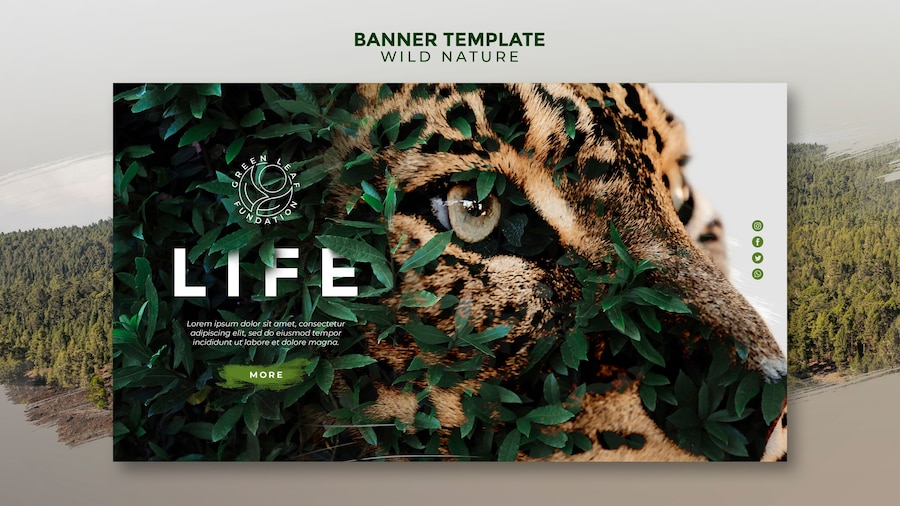 BANNER TEMPLATE
WILD NATURE
GREEN LEAF
FUNDATION
LIFE
Lorem ipsum dolor sit amet, consectetur
adipiscing elit, sed do eiusmod tempor
incididunt ut labore et dolore magna.
MORE